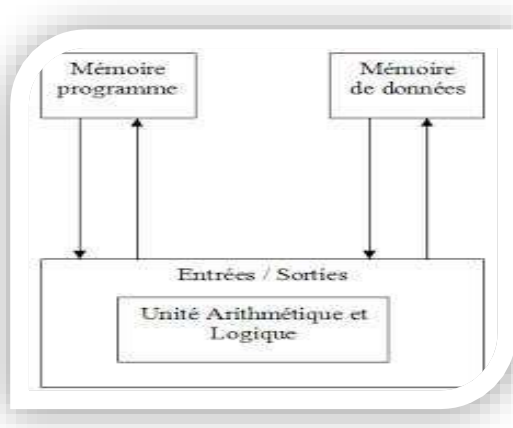 Mémoire
programme
Mémoire
de données
Entrées / Sorties
Unité Arithmétique et
Logique